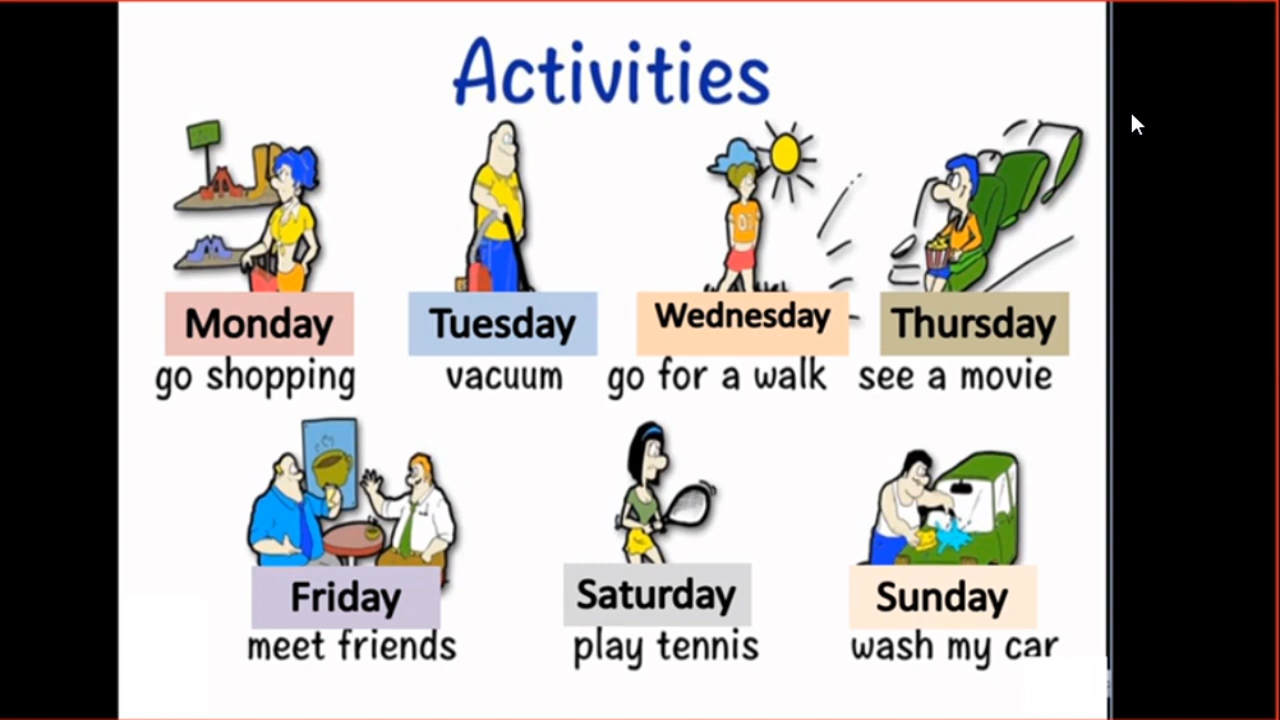 Activities
Monday Tuesday Wednesday Thursday
go shopping vacuum go for a walk see a movie
Friday Saturday Sunday
meet friends play tennis wash my car